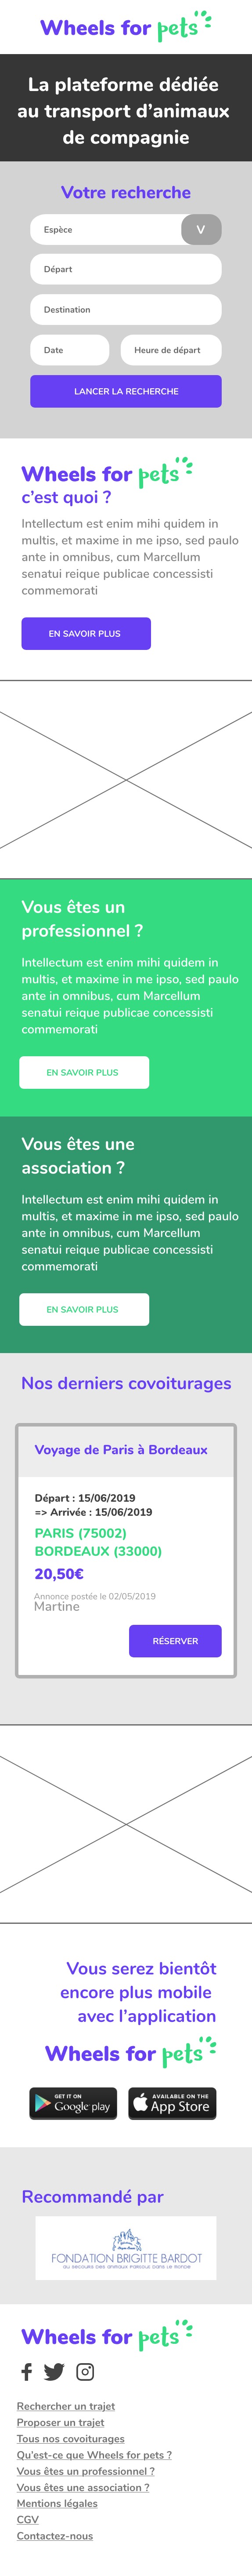 Wheels for pets
La plateforme dédiée
au transport d’animaux
de compagnie
Votre recherche
Espèce
V
Départ
Destination
Date
Heure de départ
LANCER LA RECHERCHE
Wheels for pets
c’est quoi ?
Intellectum est enim mihi quidem in
multis, et maxime in me ipso, sed paulo
ante in omnibus, cum Marcellum
senatui reique publicae concessisti
commemorati
EN SAVOIR PLUS
Vous êtes un
professionnel ?
Intellectum est enim mihi quidem in
multis, et maxime in me ipso, sed paulo
ante in omnibus, cum Marcellum
senatui reique publicae concessisti
commemorati
EN SAVOIR PLUS
Vous êtes une
association ?
Intellectum est enim mihi quidem in
multis, et maxime in me ipso, sed paulo
ante in omnibus, cum Marcellum
senatui reique publicae concessisti
commemorati
EN SAVOIR PLUS
Nos derniers covoiturages
Voyage de Paris à Bordeaux
Départ : 15/06/2019
=> Arrivée : 15/06/2019
PARIS (75002)
BORDEAUX (33000)
20,50€
Annonce postée le 02/05/2019
Martine
RÉSERVER
Vous serez bientôt
encore plus mobile
avec l’application
Wheels for pets
GET IT ON
Google play
AVAILABLE ON THE
App Store
Recommandé par
FONDATION BRIGITTE BARDOT
au secours des animaux partout dans le monde
Wheels for pets
Rechercher un trajet
Proposer un trajet
Tous nos covoiturages
Qu’est-ce que Wheels for pets ?
Vous êtes un professionnel ?
Vous êtes une association ?
Mentions légales
CGV
Contactez-nous